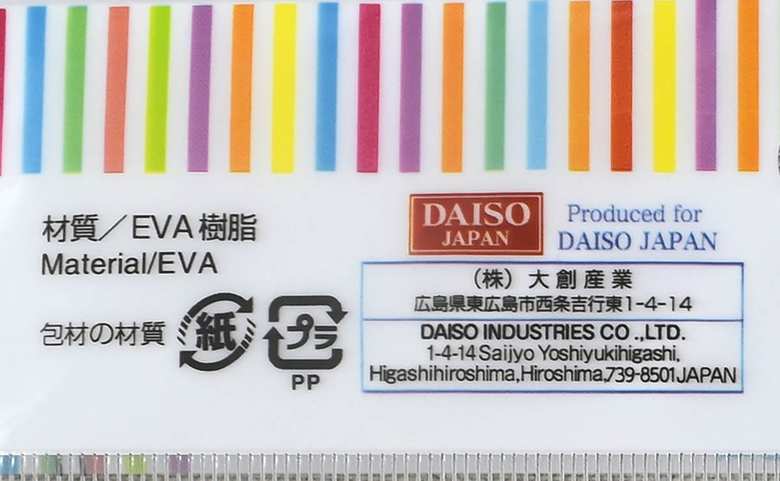 材質／EVA樹脂
Material/EVA
包材の材質
紙
プラ
PP
DAISO
JAPAN
Produced for
DAISO JAPAN
（株）大創産業
広島県東広島市西条吉行東1-4-14
DAISO INDUSTRIES CO.,LTD.
1-4-14 Saijyo Yoshiyukihigashi,
Higashihiroshima,Hiroshima,739-8501JAPAN